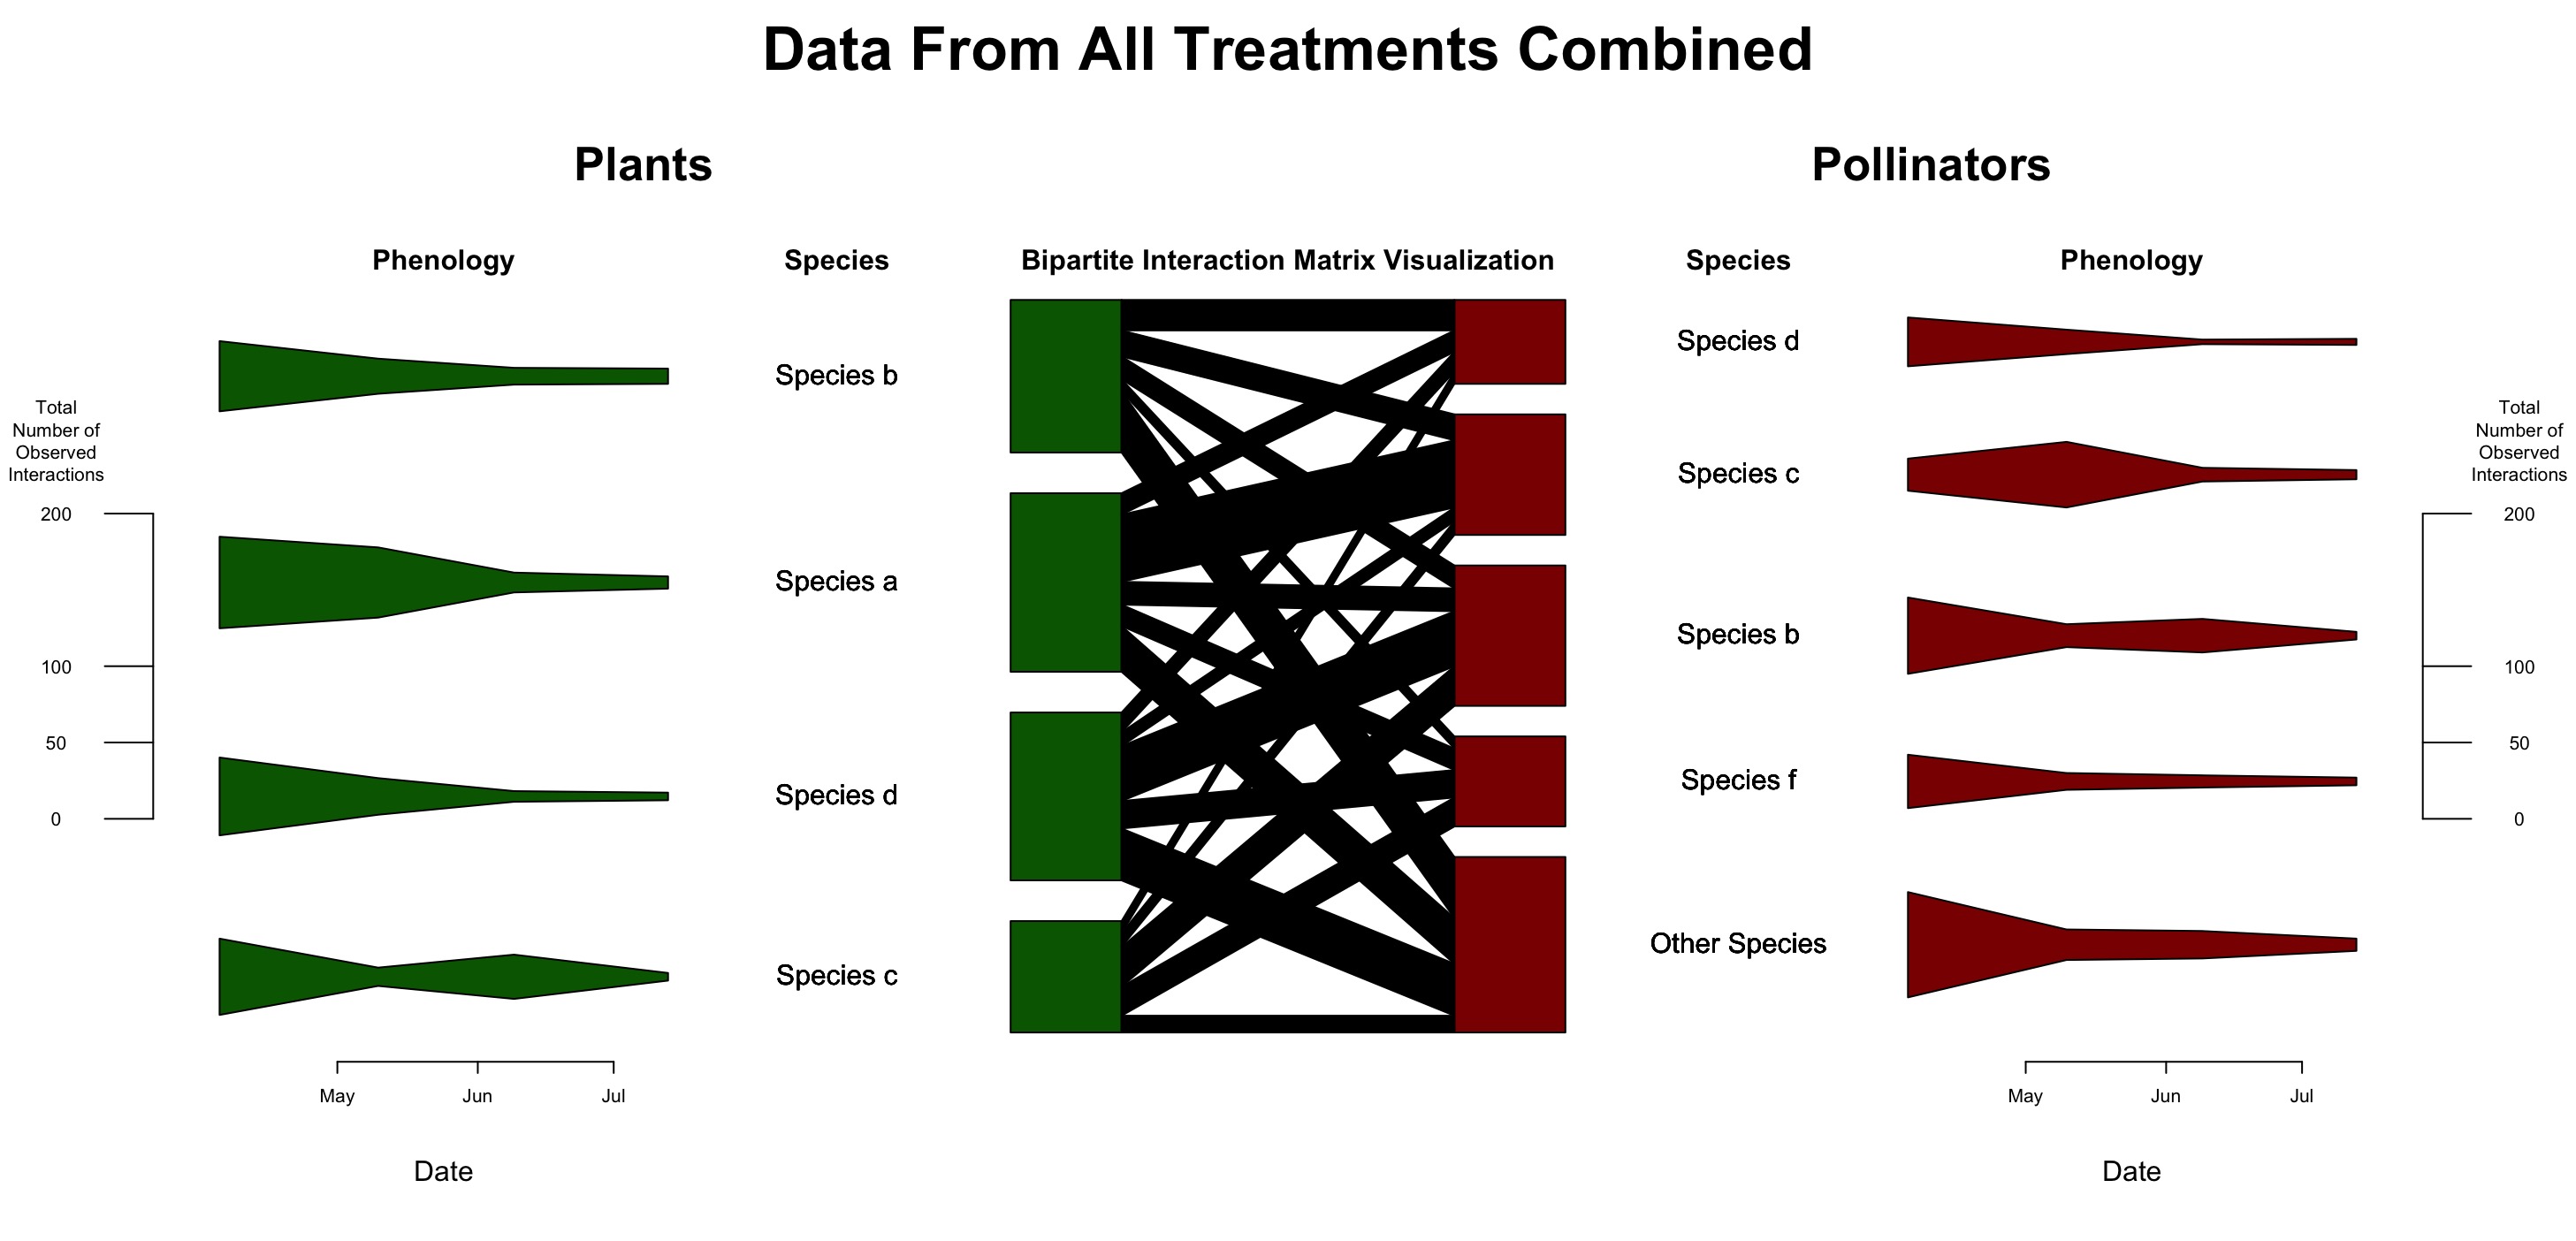 Data From All Treatments Combined
Plants
Pollinators
Phenology
Species
Bipartite Interaction Matrix Visualization
Species
Phenology
Total
Number of
Observed
Interactions
200
100
50
0
Species b
Species a
Species d
Species c
Species d
Species c
Species b
Species f
Other Species
Total
Number of
Observed
Interactions
200
100
50
0
May
Jun
Jul
Date
May
Jun
Jul
Date